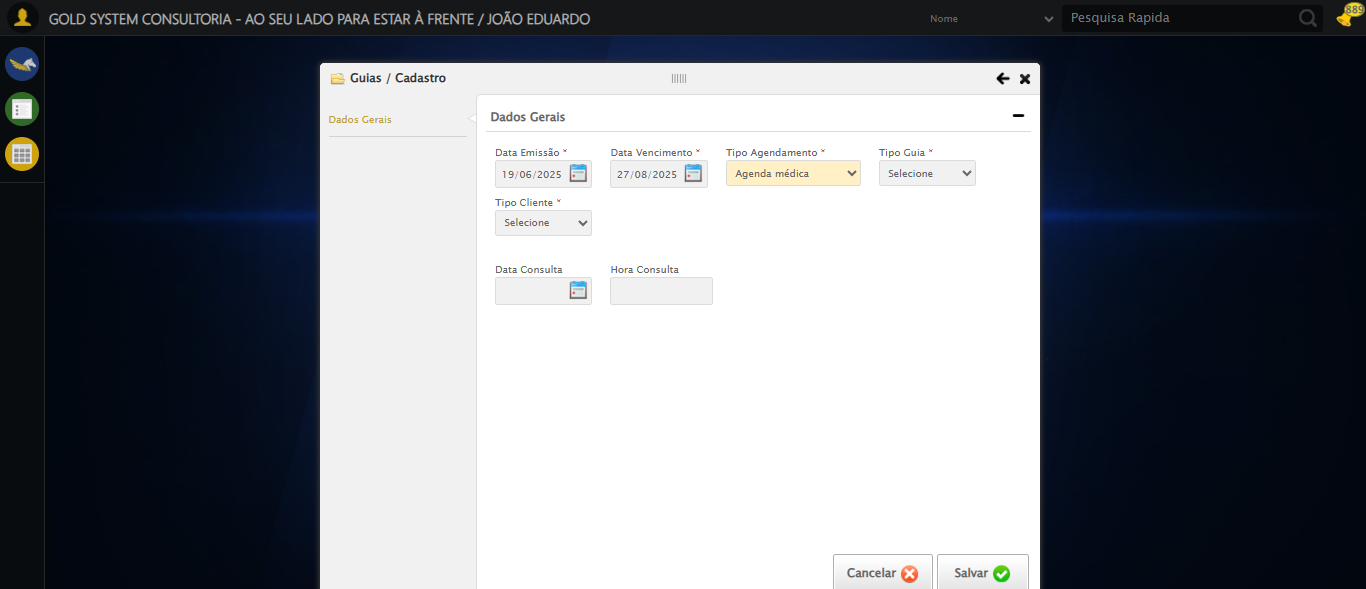 GOLD SYSTEM CONSULTORIA - AO SEU LADO PARA ESTAR À FRENTE / JOÃO EDUARDO
Nome
Pesquisa Rapida
889
Guias / Cadastro
Dados Gerais
Dados Gerais
Data Emissão * Data Vencimento * Tipo Agendamento * Tipo Guia *
19/06/2025 27/08/2025 Agenda médica Selecione
Tipo Cliente *
Selecione
Data Consulta Hora Consulta
Cancelar Salvar